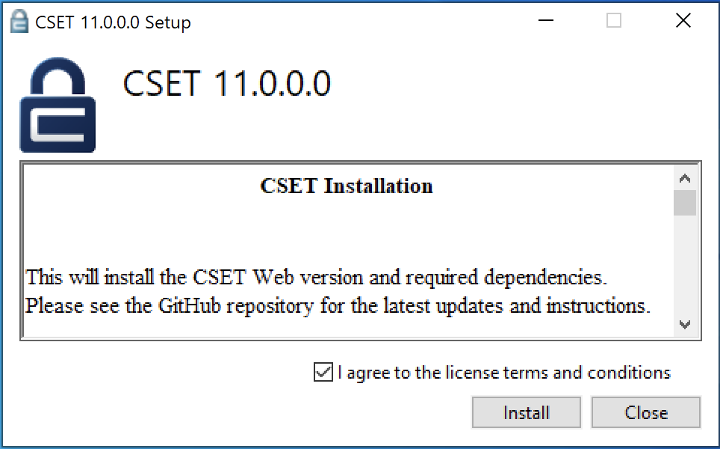 CSET 11.0.0.0 Setup
CSET 11.0.0.0
CSET Installation
This will install the CSET Web version and required dependencies.
Please see the GitHub repository for the latest updates and instructions.
I agree to the license terms and conditions
Install Close